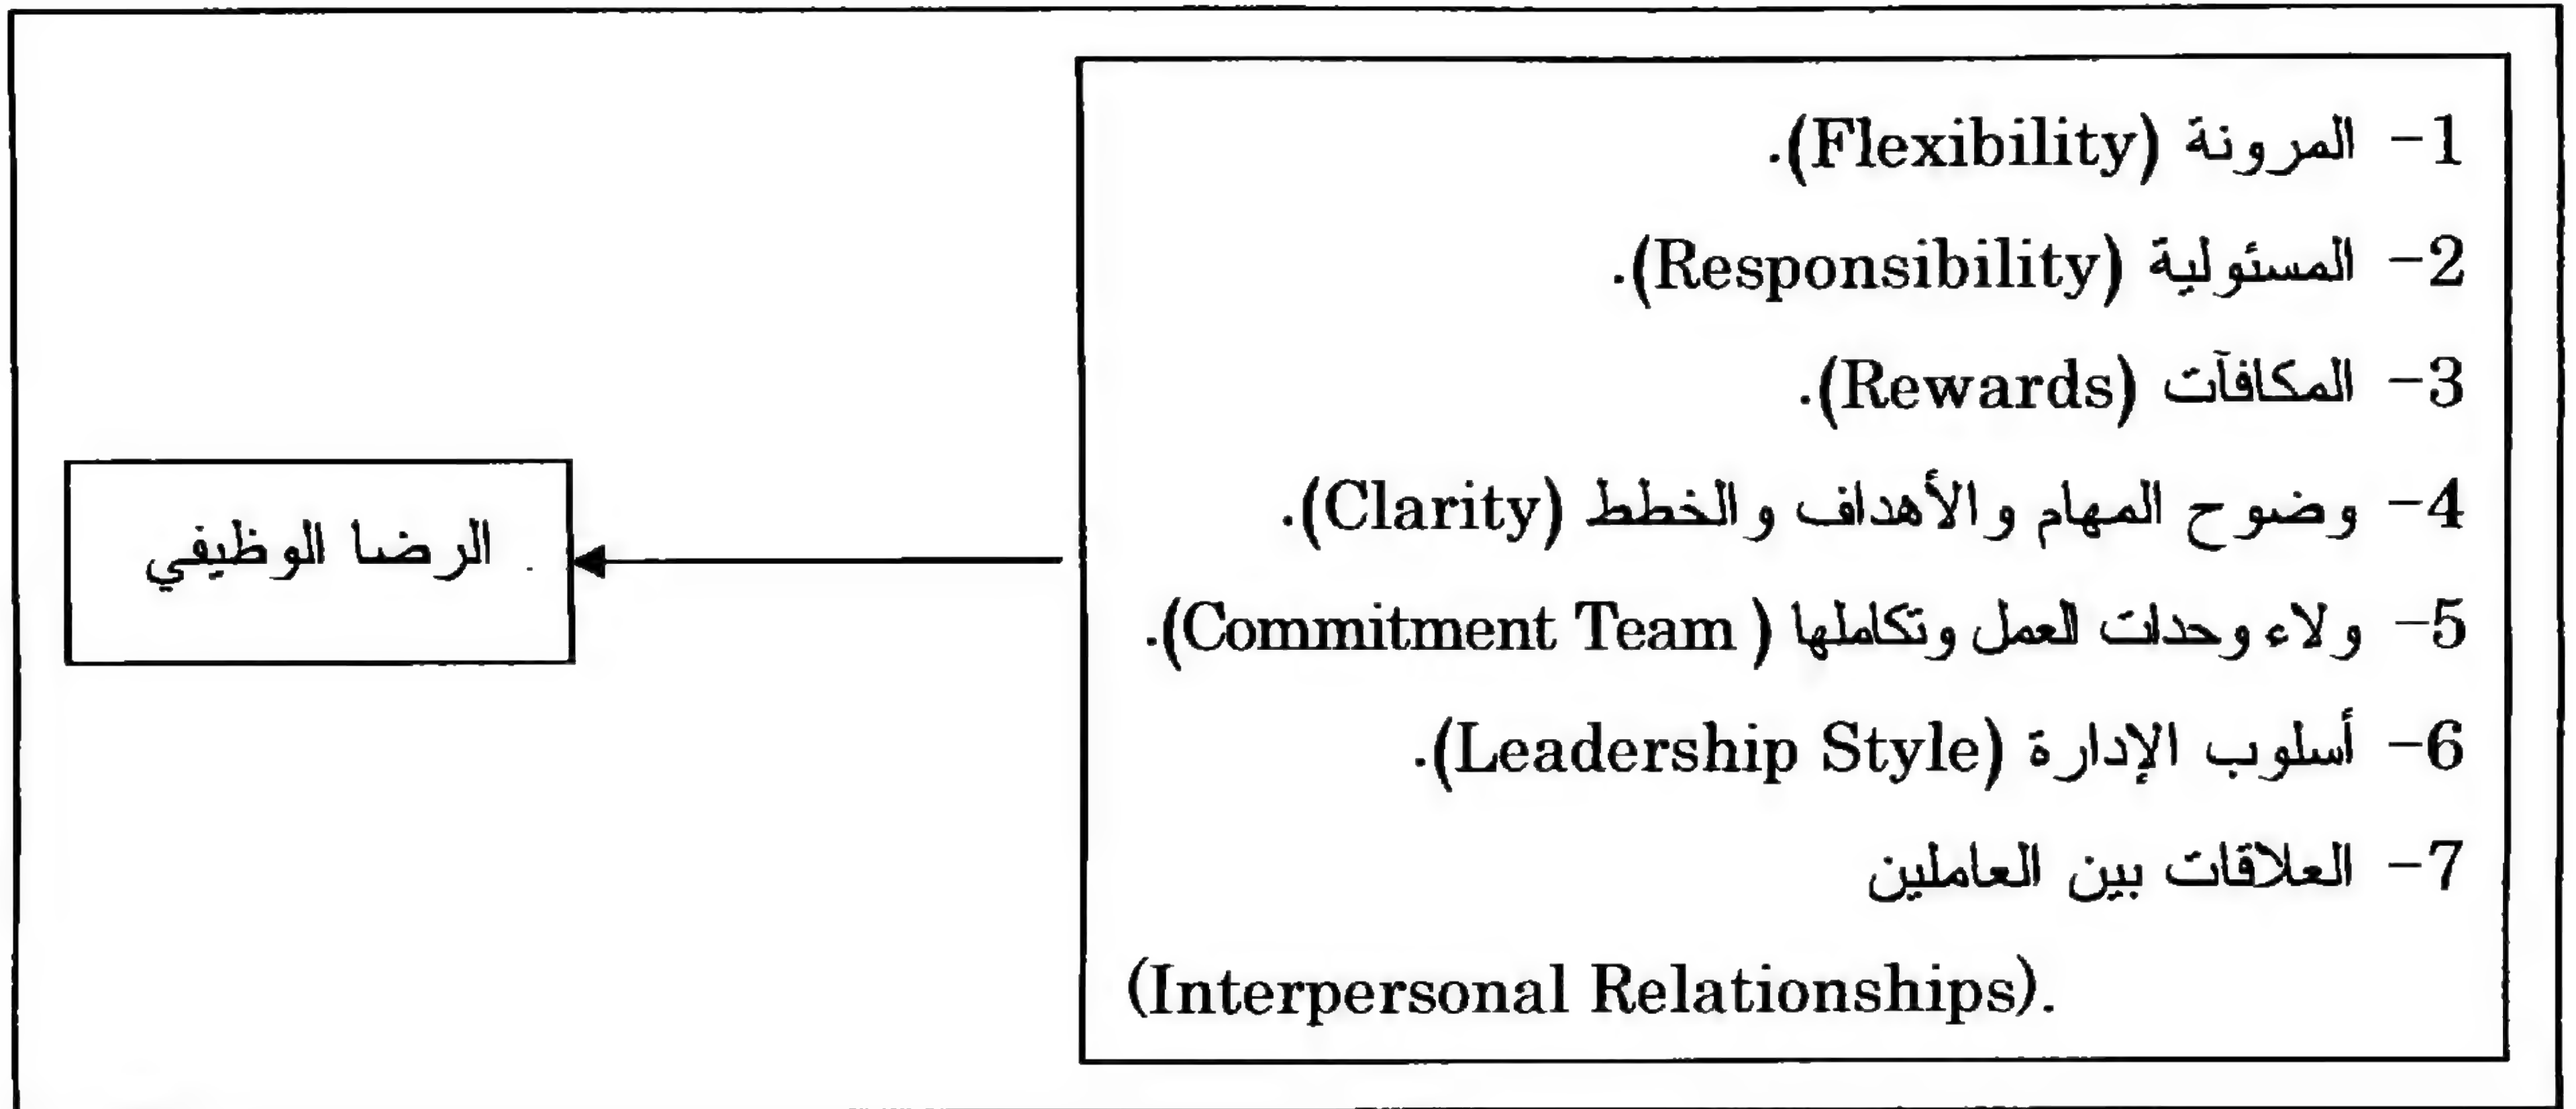 1- المرونة (Flexibility).
2- المسئولية (Responsibility).
3- المكافآت (Rewards).
4- وضوح المهام والأهداف والخطط (Clarity).
5- ولاء وحدات العمل وتكاملها (Commitment Team ).
6- أسلوب الإدارة (Leadership Style).
7- العلاقات بين العاملين
(Interpersonal Relationships).
الرضا الوظيفي